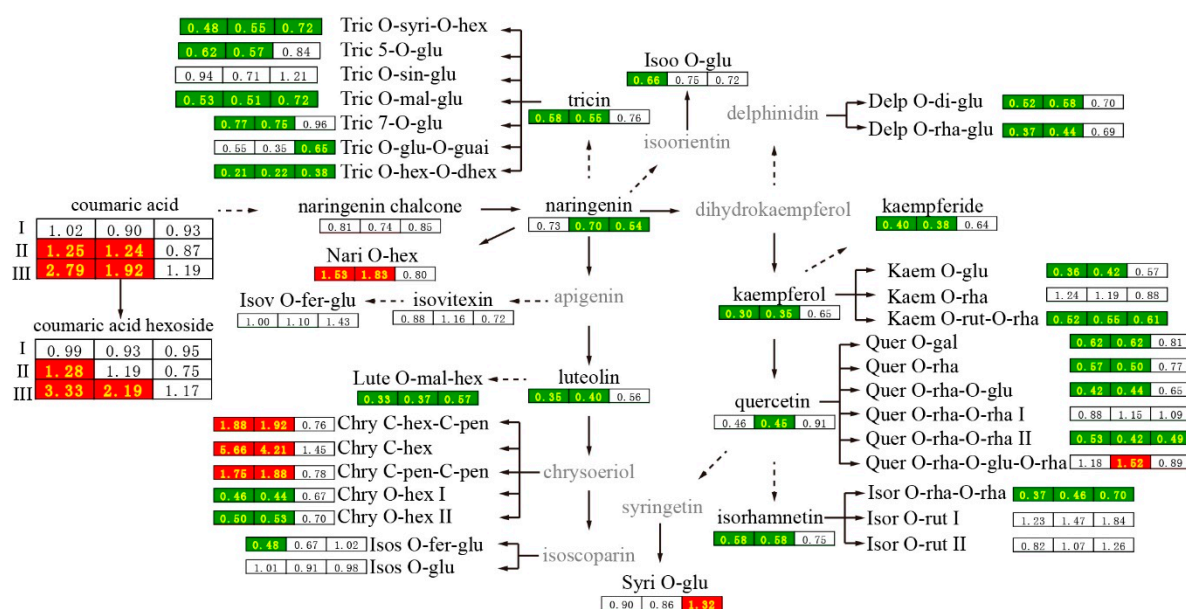 0.48 0.55 0.72 Tric O-syri-O-hex
0.62 0.57 0.84 Tric 5-O-glu
0.94 0.71 1.21 Tric O-sin-glu
0.53 0.51 0.72 Tric O-mal-glu
0.77 0.75 0.96 Tric 7-O-glu
0.55 0.35 0.65 Tric O-glu-O-guai
0.21 0.22 0.38 Tric O-hex-O-dhex
tricin
0.58 0.55 0.76
Isoo O-glu
0.66 0.75 0.72
isoorientin
delphinidin
Delp O-di-glu 0.52 0.58 0.70
Delp O-rha-glu 0.37 0.44 0.69
coumaric acid
I 1.02 0.90 0.93
II 1.25 1.24 0.87
III 2.79 1.92 1.19
coumaric acid hexoside
I 0.99 0.93 0.95
II 1.28 1.19 0.75
III 3.33 2.19 1.17
naringenin chalcone
0.81 0.74 0.85
naringenin
0.73 0.70 0.54
dihydrokaempferol
kaempferide
0.40 0.38 0.64
Nari O-hex
1.53 1.83 0.80
Isov O-fer-glu
1.00 1.10 1.43
isovitexin
0.88 1.16 0.72
apigenin
kaempferol
0.30 0.35 0.65
Kaem O-glu 0.36 0.42 0.57
Kaem O-rha 1.24 1.19 0.88
Kaem O-rut-O-rha 0.52 0.55 0.61
Lute O-mal-hex
0.33 0.37 0.57
luteolin
0.35 0.40 0.56
quercetin
0.46 0.45 0.91
Quer O-gal 0.62 0.62 0.81
Quer O-rha 0.57 0.50 0.77
Quer O-rha-O-glu 0.42 0.44 0.65
Quer O-rha-O-rha I 0.88 1.15 1.09
Quer O-rha-O-rha II 0.53 0.42 0.49
Quer O-rha-O-glu-O-rha 1.18 1.52 0.89
1.88 1.92 0.76 Chry C-hex-C-pen
5.66 4.21 1.45 Chry C-hex
1.75 1.88 0.78 Chry C-pen-C-pen
0.46 0.44 0.67 Chry O-hex I
0.50 0.53 0.70 Chry O-hex II
chrysoeriol
syringetin
isorhamnetin
0.58 0.58 0.75
Isor O-rha-O-rha 0.37 0.46 0.70
Isor O-rut I 1.23 1.47 1.84
Isor O-rut II 0.82 1.07 1.26
0.48 0.67 1.02 Isos O-fer-glu
1.01 0.91 0.98 Isos O-glu
isoscoparin
Syri O-glu
0.90 0.86 1.32